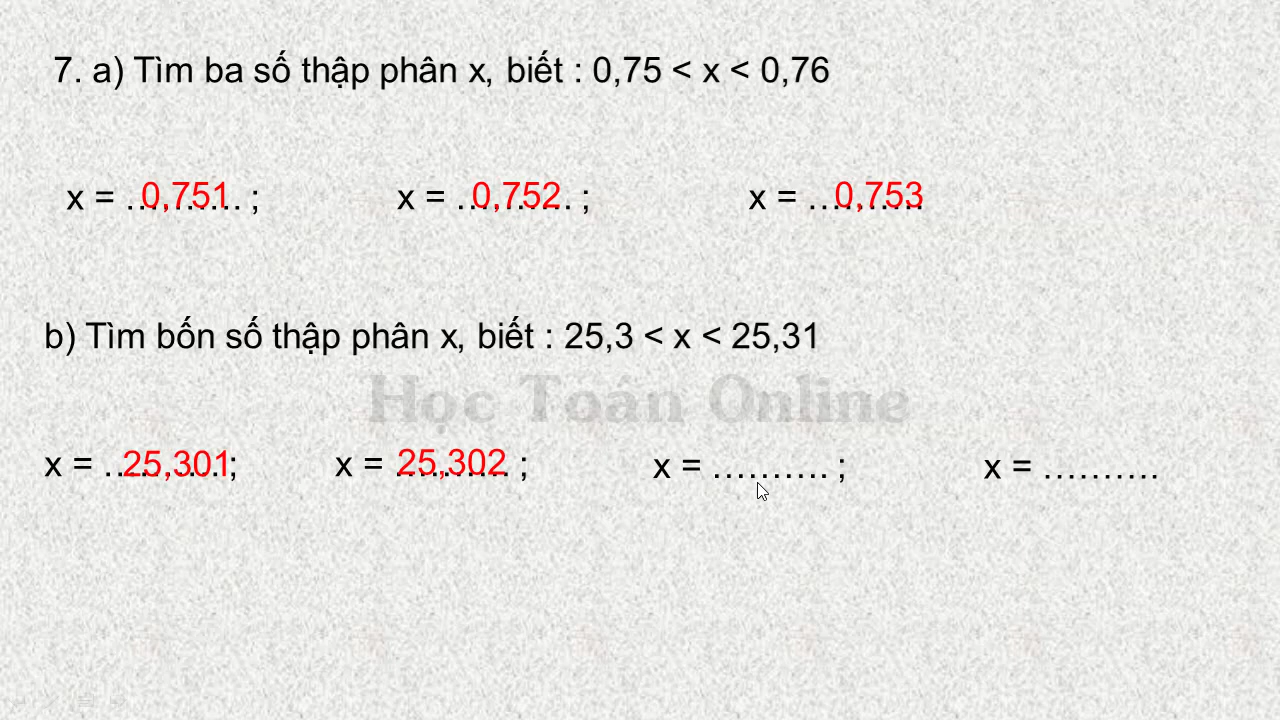 7. a) Tìm ba số thập phân x, biết : 0,75 < x < 0,76
x = ..0,751.. ; x = ..0,752.. ; x = ..0,753
b) Tìm bốn số thập phân x, biết : 25,3 < x < 25,31
Học Toán Online
x = ..25,301.. ; x = 25,302 ; x = .......... ; x = ..........